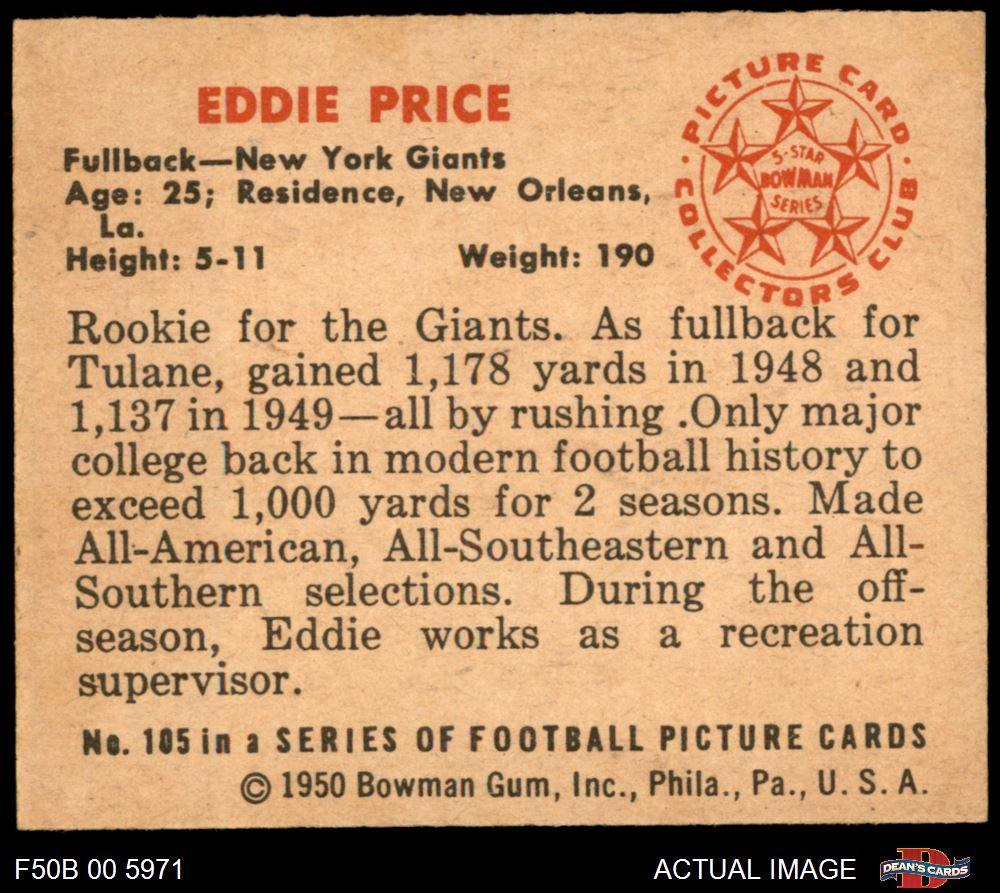 EDDIE PRICE
Fullback—New York Giants
Age: 25; Residence, New Orleans,
La.
Height: 5-11 Weight: 190
PICTURE CARD
COLLECTORS CLUB
5-STAR
BOWMAN
SERIES
Rookie for the Giants. As fullback for
Tulane, gained 1,178 yards in 1948 and
1,137 in 1949—all by rushing .Only major
college back in modern football history to
exceed 1,000 yards for 2 seasons. Made
All-American, All-Southeastern and All-
Southern selections. During the off-
season, Eddie works as a recreation
supervisor.
No. 105 in a SERIES OF FOOTBALL PICTURE CARDS
© 1950 Bowman Gum, Inc., Phila., Pa., U. S. A.
F50B 00 5971
ACTUAL IMAGE
DEAN'S CARDS